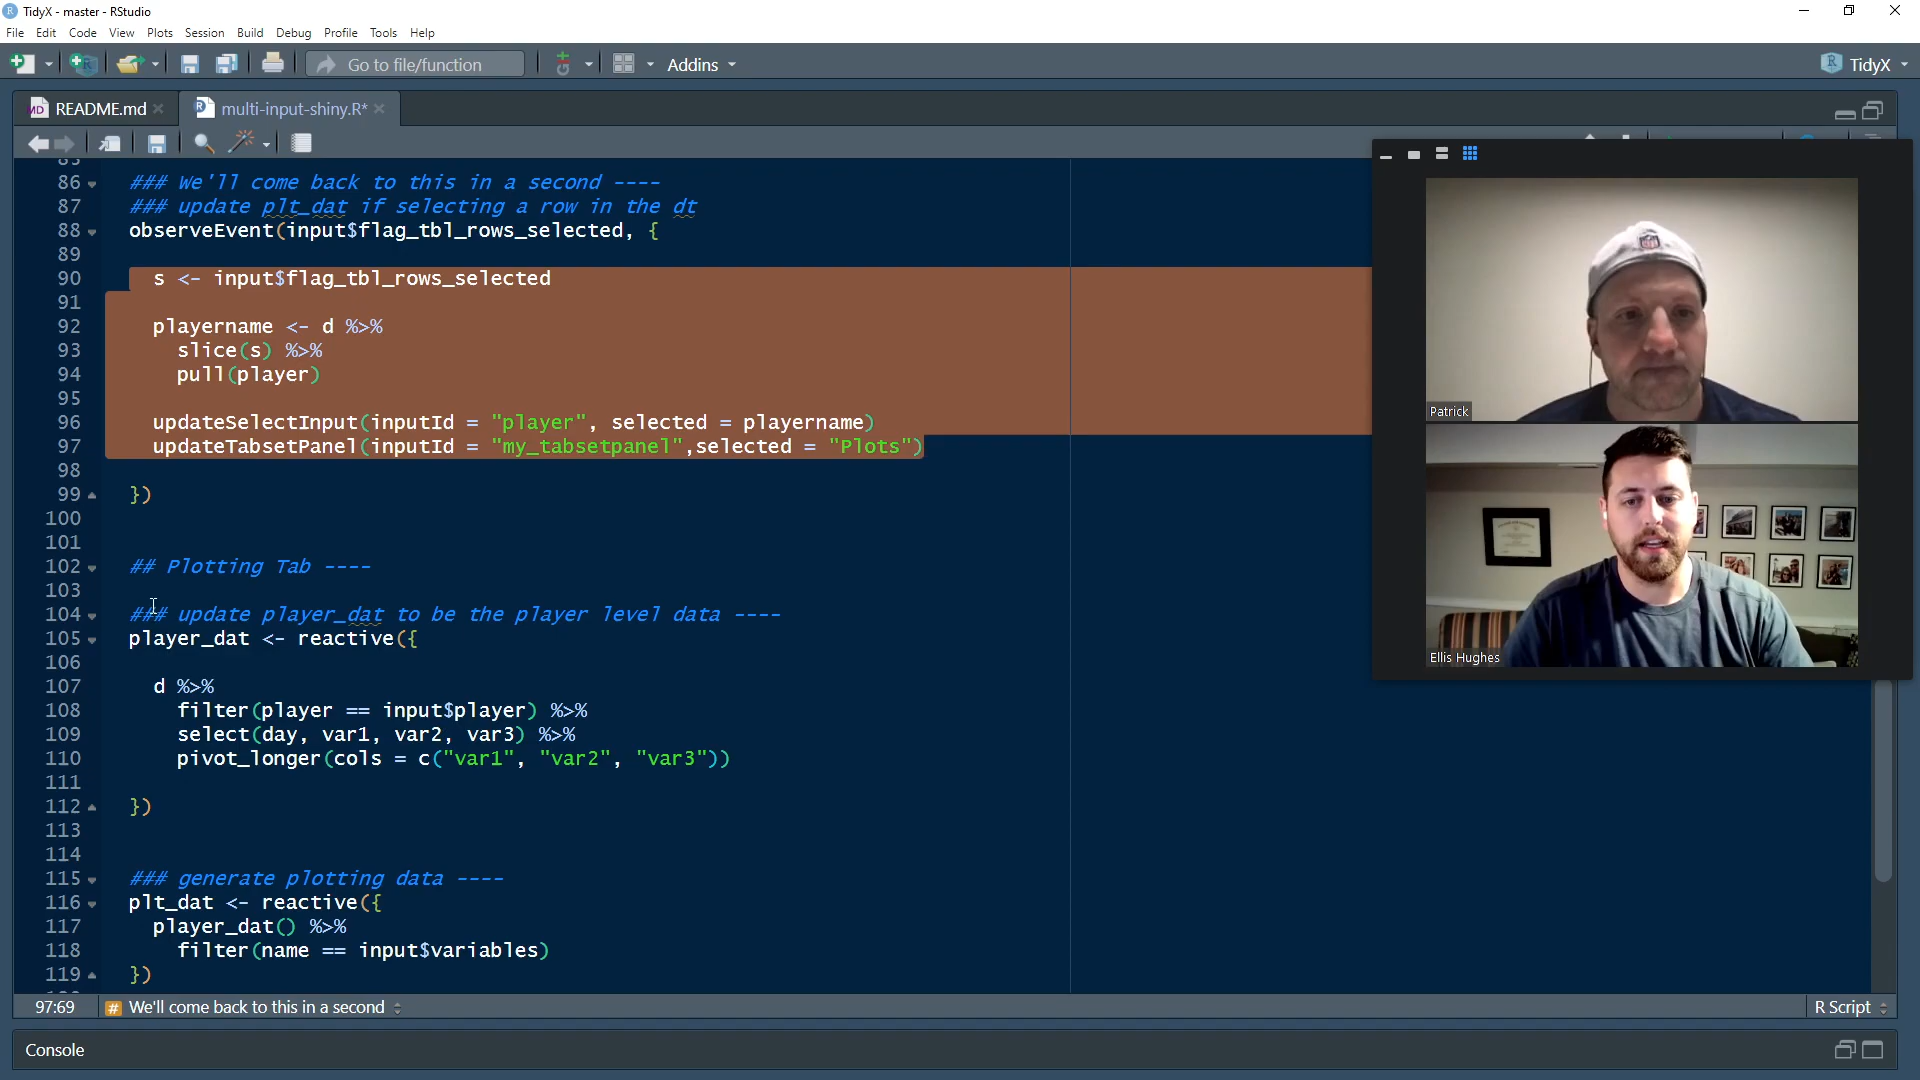 TidyX - master - RStudio
File Edit Code View Plots Session Build Debug Profile Tools Help
Go to file/function
Addins
TidyX
README.md
multi-input-shiny.R*
85
86 ### We'll come back to this in a second ----
87 ### update plt_dat if selecting a row in the dt
88 observeEvent(input$flag_tbl_rows_selected, {
89
90 s <- input$flag_tbl_rows_selected
91
92 playername <- d %>%
93 slice(s) %>%
94 pull(player)
95
96 updateSelectInput(inputId = "player", selected = playername)
97 updateTabsetPanel(inputId = "my_tabsetpanel",selected = "Plots")
98
99 })
100
101
102 ## Plotting Tab ----
103
104 ### update player_dat to be the player level data ----
105 player_dat <- reactive({
106
107 d %>%
108 filter(player == input$player) %>%
109 select(day, var1, var2, var3) %>%
110 pivot_longer(cols = c("var1", "var2", "var3"))
111
112 })
113
114
115 ### generate plotting data ----
116 plt_dat <- reactive({
117 player_dat() %>%
118 filter(name == input$variables)
119 })
97:69 # We'll come back to this in a second
R Script
Console
Patrick
Ellis Hughes